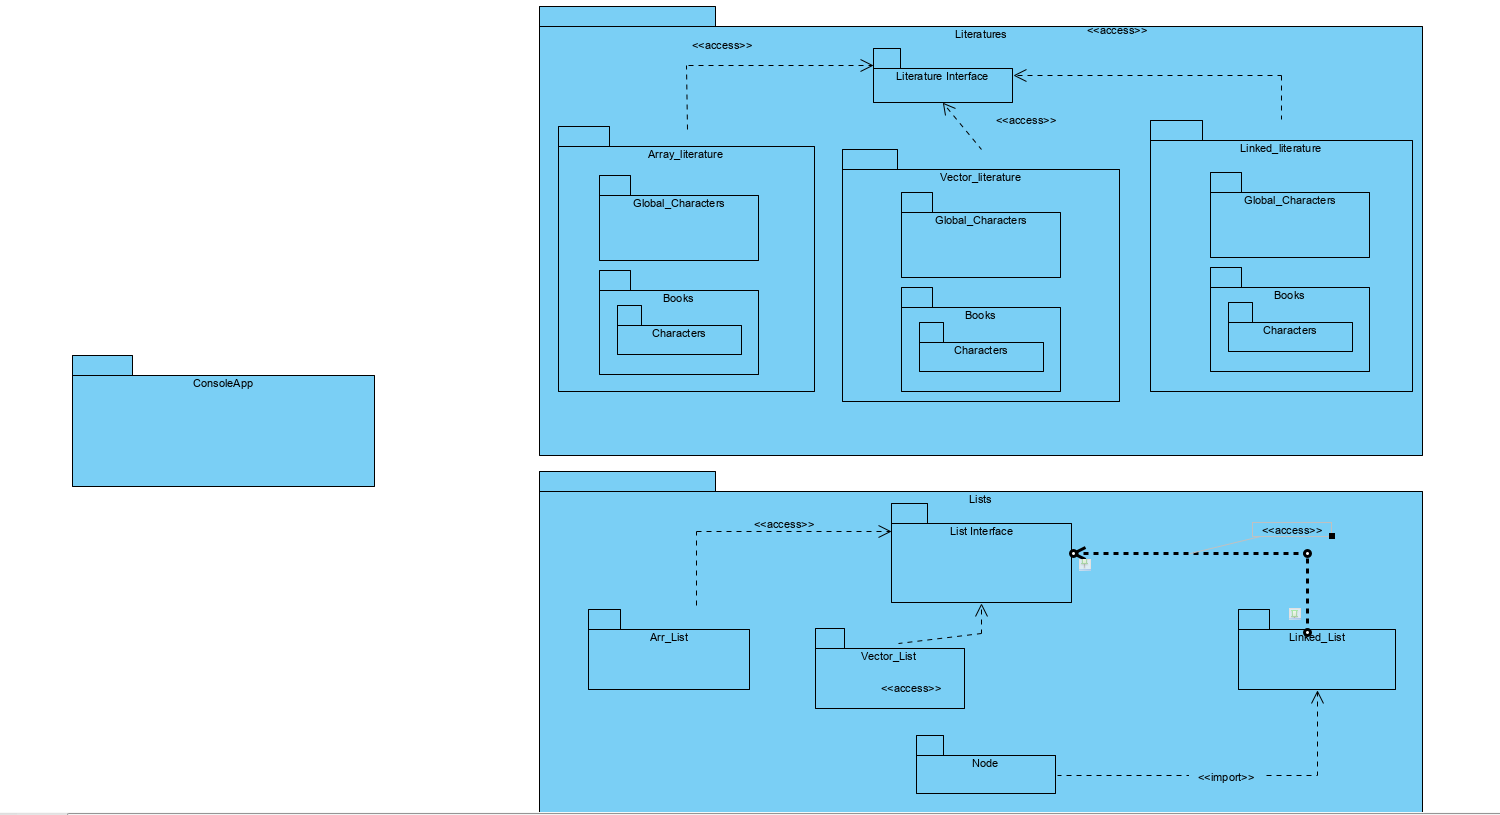 <<access>>
Literatures
<<access>>
Literature Interface
<<access>>
Array_literature
Vector_literature
Linked_literature
Global_Characters
Global_Characters
Global_Characters
Books
Books
Books
Characters
Characters
Characters
ConsoleApp
Lists
<<access>>
List Interface
<<access>>
Arr_List
Vector_List
<<access>>
Linked_List
Node
<<import>>